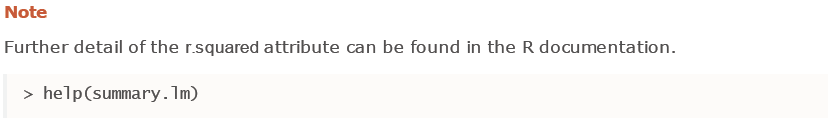 Note
Further detail of the r.squared attribute can be found in the R documentation.
> help(summary.lm)